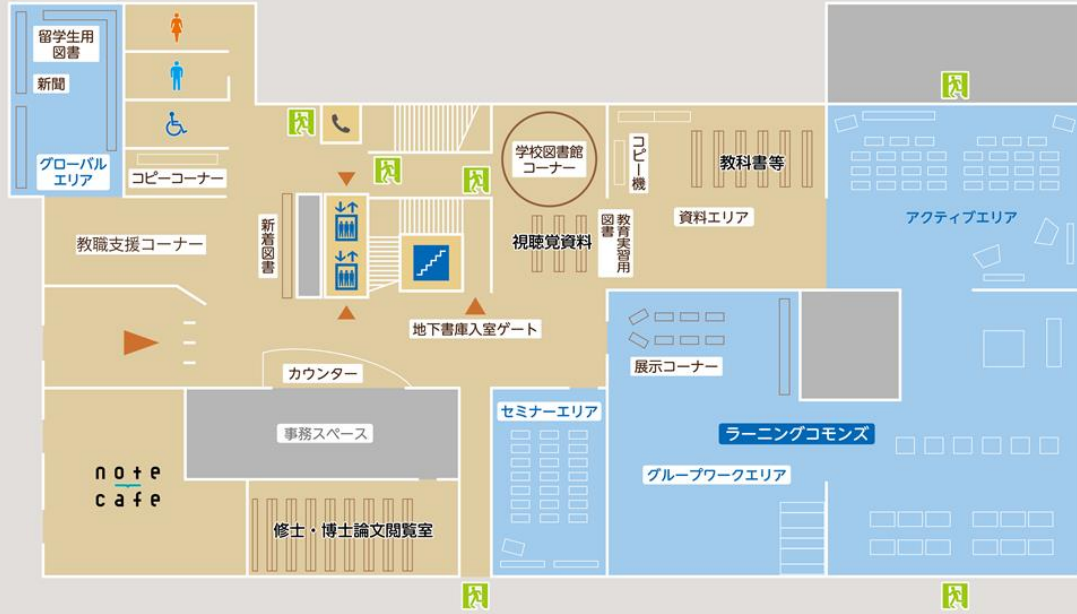 留学生用
図書
新聞
グローバル
エリア
コピーコーナー
教職支援コーナー
新着図書
学校図書館
コーナー
視聴覚資料
教育実習用
図書
コピー機
教科書等
資料エリア
アクティブエリア
地下書庫入室ゲート
カウンター
展示コーナー
事務スペース
セミナーエリア
ラーニングコモンズ
グループワークエリア
note
cafe
修士・博士論文閲覧室